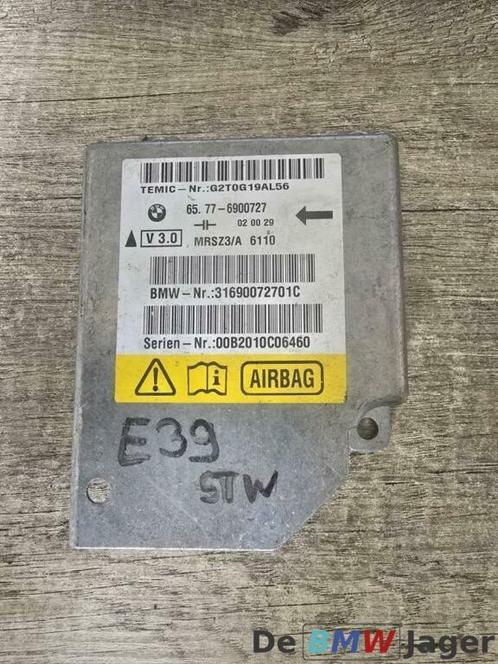 TEMIC-Nr.:G2T0G19AL56
65.77-6900727
02 00 29
V 3.0
MRSZ3/A 6110
BMW-Nr.:31690072701C
Serien-Nr.:00B2010C06460
AIRBAG
E39
STW
De BMW Jager